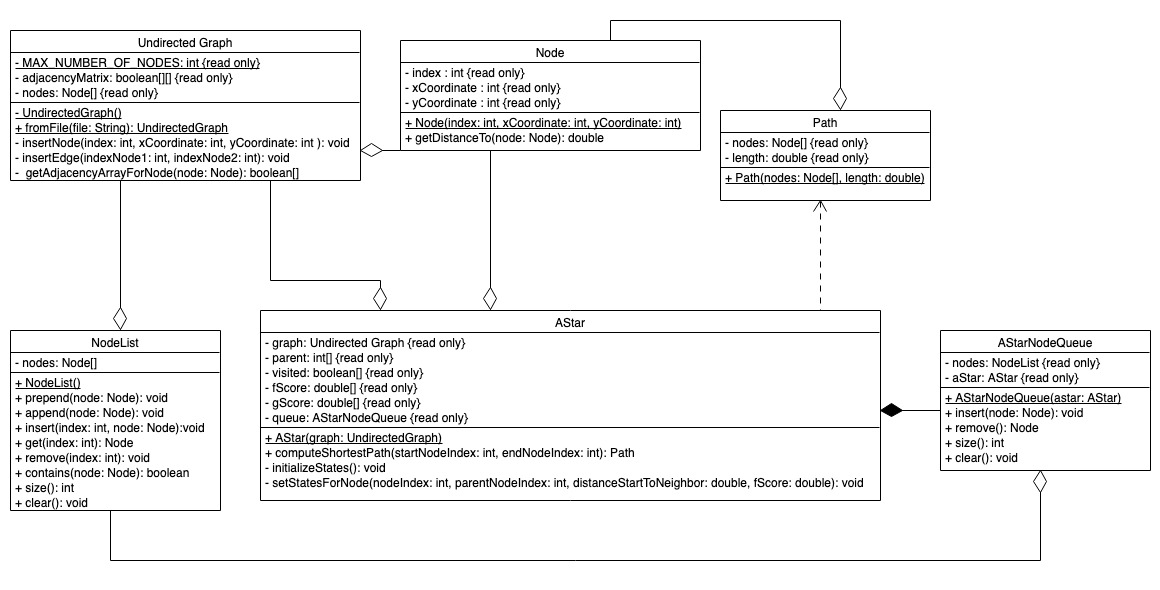 Undirected Graph
- MAX_NUMBER_OF_NODES: int {read only}
- adjacencyMatrix: boolean[][] {read only}
- nodes: Node[] {read only}
- UndirectedGraph()
+ fromFile(file: String): UndirectedGraph
- insertNode(index: int, xCoordinate: int, yCoordinate: int ): void
- insertEdge(indexNode1: int, indexNode2: int): void
- getAdjacencyArrayForNode(node: Node): boolean[]
Node
- index : int {read only}
- xCoordinate : int {read only}
- yCoordinate : int {read only}
+ Node(index: int, xCoordinate: int, yCoordinate: int)
+ getDistanceTo(node: Node): double
Path
- nodes: Node[] {read only}
- length: double {read only}
+ Path(nodes: Node[], length: double)
NodeList
- nodes: Node[]
+ NodeList()
+ prepend(node: Node): void
+ append(node: Node): void
+ insert(index: int, node: Node):void
+ get(index: int): Node
+ remove(index: int): void
+ contains(node: Node): boolean
+ size(): int
+ clear(): void
AStar
- graph: Undirected Graph {read only}
- parent: int[] {read only}
- visited: boolean[] {read only}
- fScore: double[] {read only}
- gScore: double[] {read only}
- queue: AStarNodeQueue {read only}
+ AStar(graph: UndirectedGraph)
+ computeShortestPath(startNodeIndex: int, endNodeIndex: int): Path
- initializeStates(): void
- setStatesForNode(nodeIndex: int, parentNodeIndex: int, distanceStartToNeighbor: double, fScore: double): void
AStarNodeQueue
- nodes: NodeList {read only}
- aStar: AStar {read only}
+ AStarNodeQueue(astar: AStar)
+ insert(node: Node): void
+ remove(): Node
+ size(): int
+ clear(): void